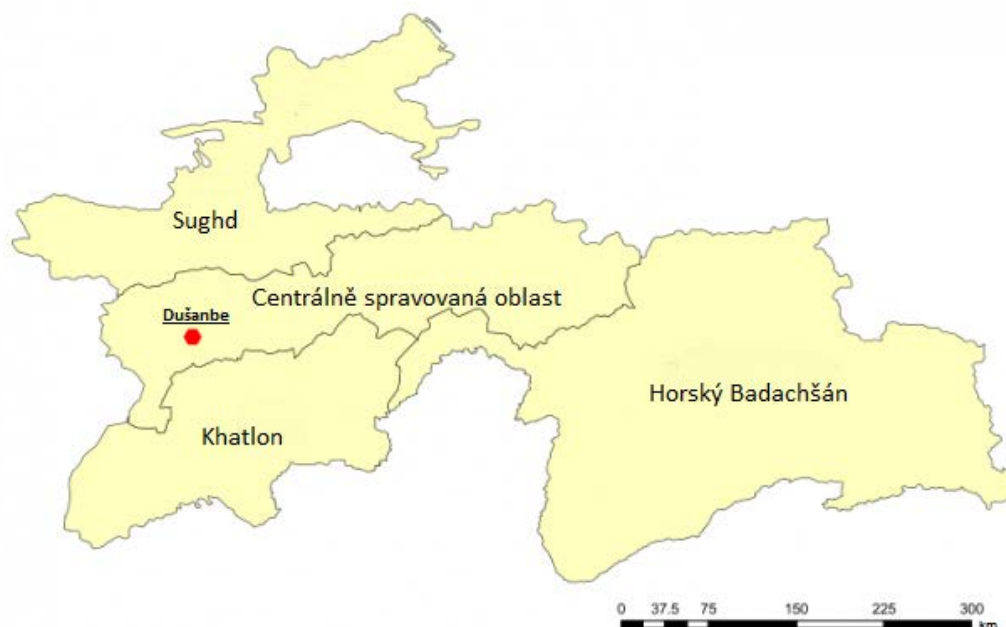 Sughd
Centrálně spravovaná oblast
Dušanbe
Horský Badachšán
Khatlon
0 37.5 75 150 225 300
km